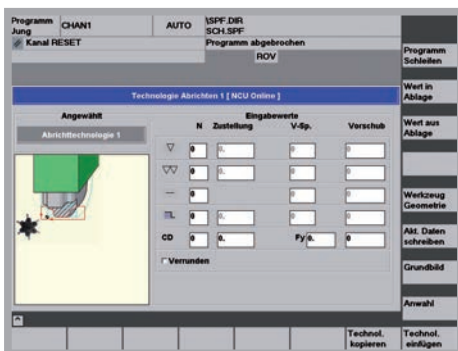 Programm Jung
CHAN1
AUTO
\SPF.DIR
SCH.SPF
Kanal RESET
Programm abgebrochen
ROV
Programm Schleifen
Technologie Abrichten 1 [ NCU Online ]
Wert in Ablage
Angewählt
Eingabewerte
N Zustellung V-Sp. Vorschub
Wert aus Ablage
Abrichttechnologie 1
0 0. 0 0
0 0. 0 0
0 0 0
0 0. 0 0
CD 0 0. Fy 0. 0
Verrunden
Werkzeug Geometrie
Akt. Daten schreiben
Grundbild
Anwahl
Technol. kopieren
Technol. einfügen